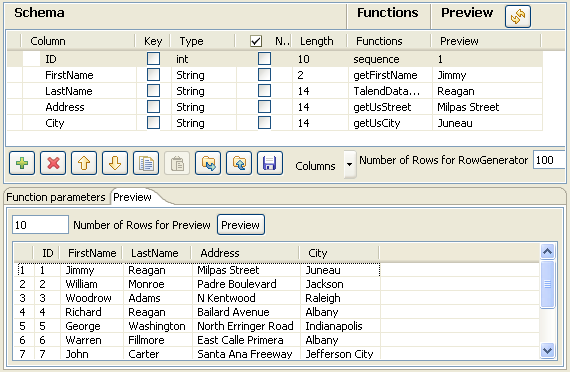 Schema Functions Preview
Column Key Type N.. Length Functions Preview
ID int 10 sequence 1
FirstName String 2 getFirstName Jimmy
LastName String 14 TalendData... Reagan
Address String 14 getUsStreet Milpas Street
City String 14 getUsCity Juneau
Columns Number of Rows for RowGenerator 100
Function parameters Preview
10 Number of Rows for Preview Preview
ID FirstName LastName Address City
1 1 Jimmy Reagan Milpas Street Juneau
2 2 William Monroe Padre Boulevard Jackson
3 3 Woodrow Adams N Kentwood Raleigh
4 4 Richard Reagan Bailard Avenue Albany
5 5 George Washington North Erringer Road Indianapolis
6 6 Warren Fillmore East Calle Primera Albany
7 7 John Carter Santa Ana Freeway Jefferson City